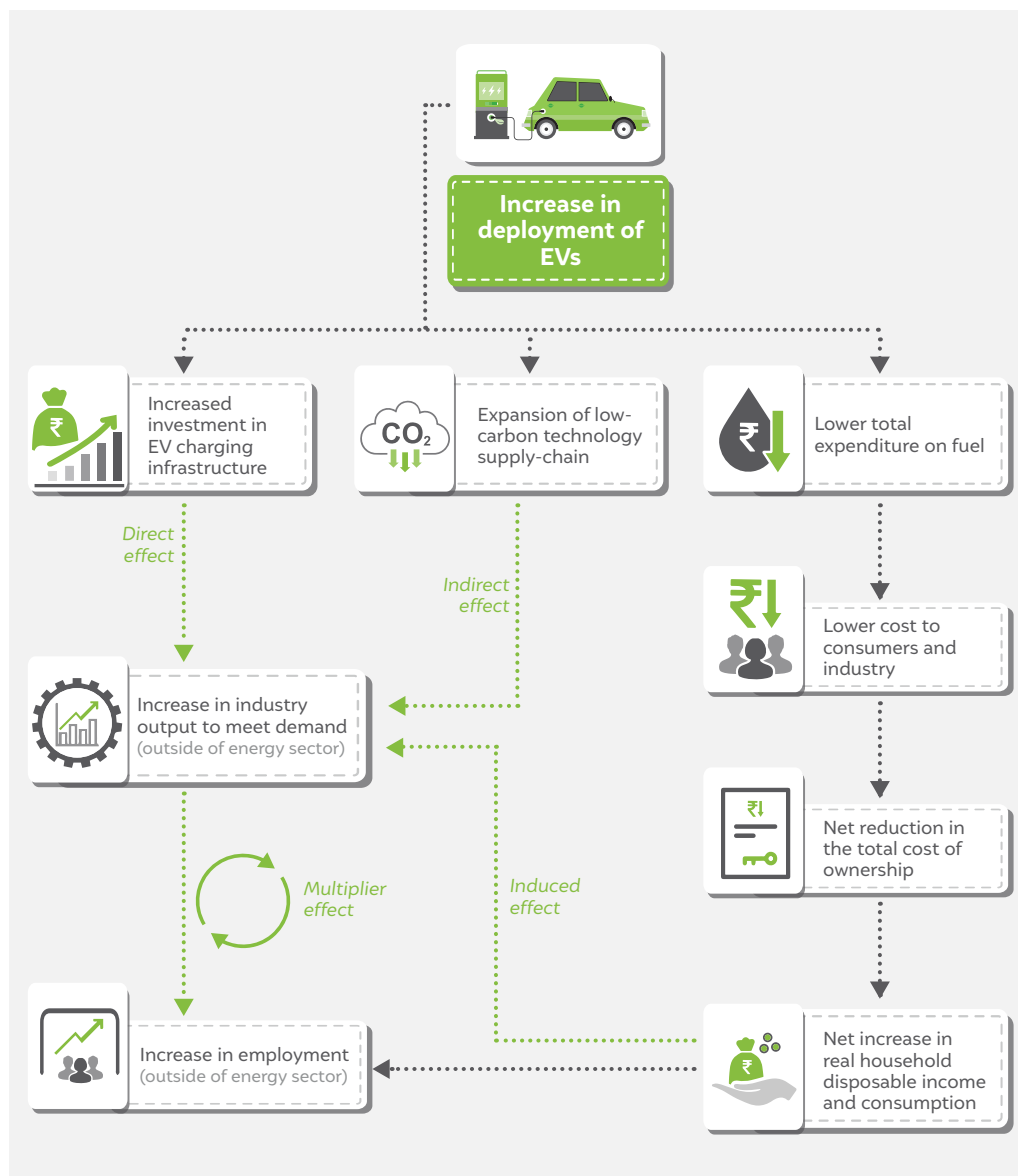 Increase in
deployment of
EVs
₹
Increased
investment in
EV charging
infrastructure
CO₂
Expansion of low-
carbon technology
supply-chain
₹
Lower total
expenditure on fuel
Direct
effect
Indirect
effect
₹
Lower cost to
consumers and
industry
Increase in industry
output to meet demand
(outside of energy sector)
₹
Net reduction in
the total cost of
ownership
Multiplier
effect
Induced
effect
Increase in employment
(outside of energy sector)
₹
Net increase in
real household
disposable income
and consumption